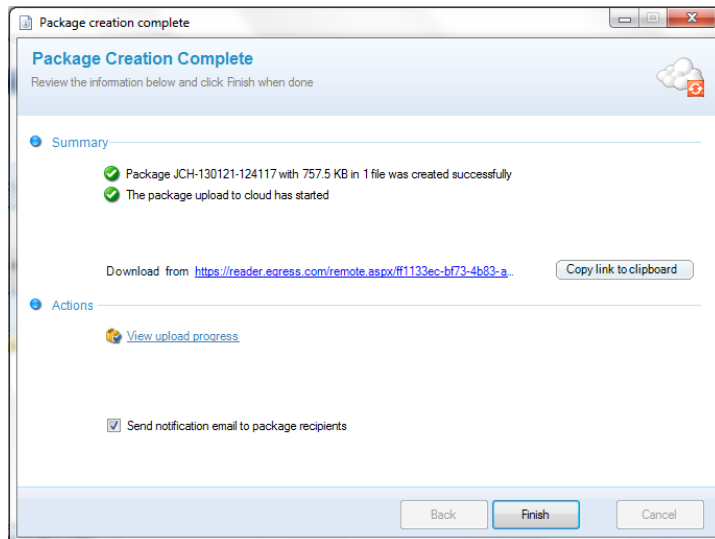 Package creation complete
Package Creation Complete
Review the information below and click Finish when done
Summary
Package JCH-130121-124117 with 757.5 KB in 1 file was created successfully
The package upload to cloud has started
Download from https://reader.egress.com/remote.aspx/ff1133ec-bf73-4b83-a... Copy link to clipboard
Actions
View upload progress
Send notification email to package recipients
Back Finish Cancel